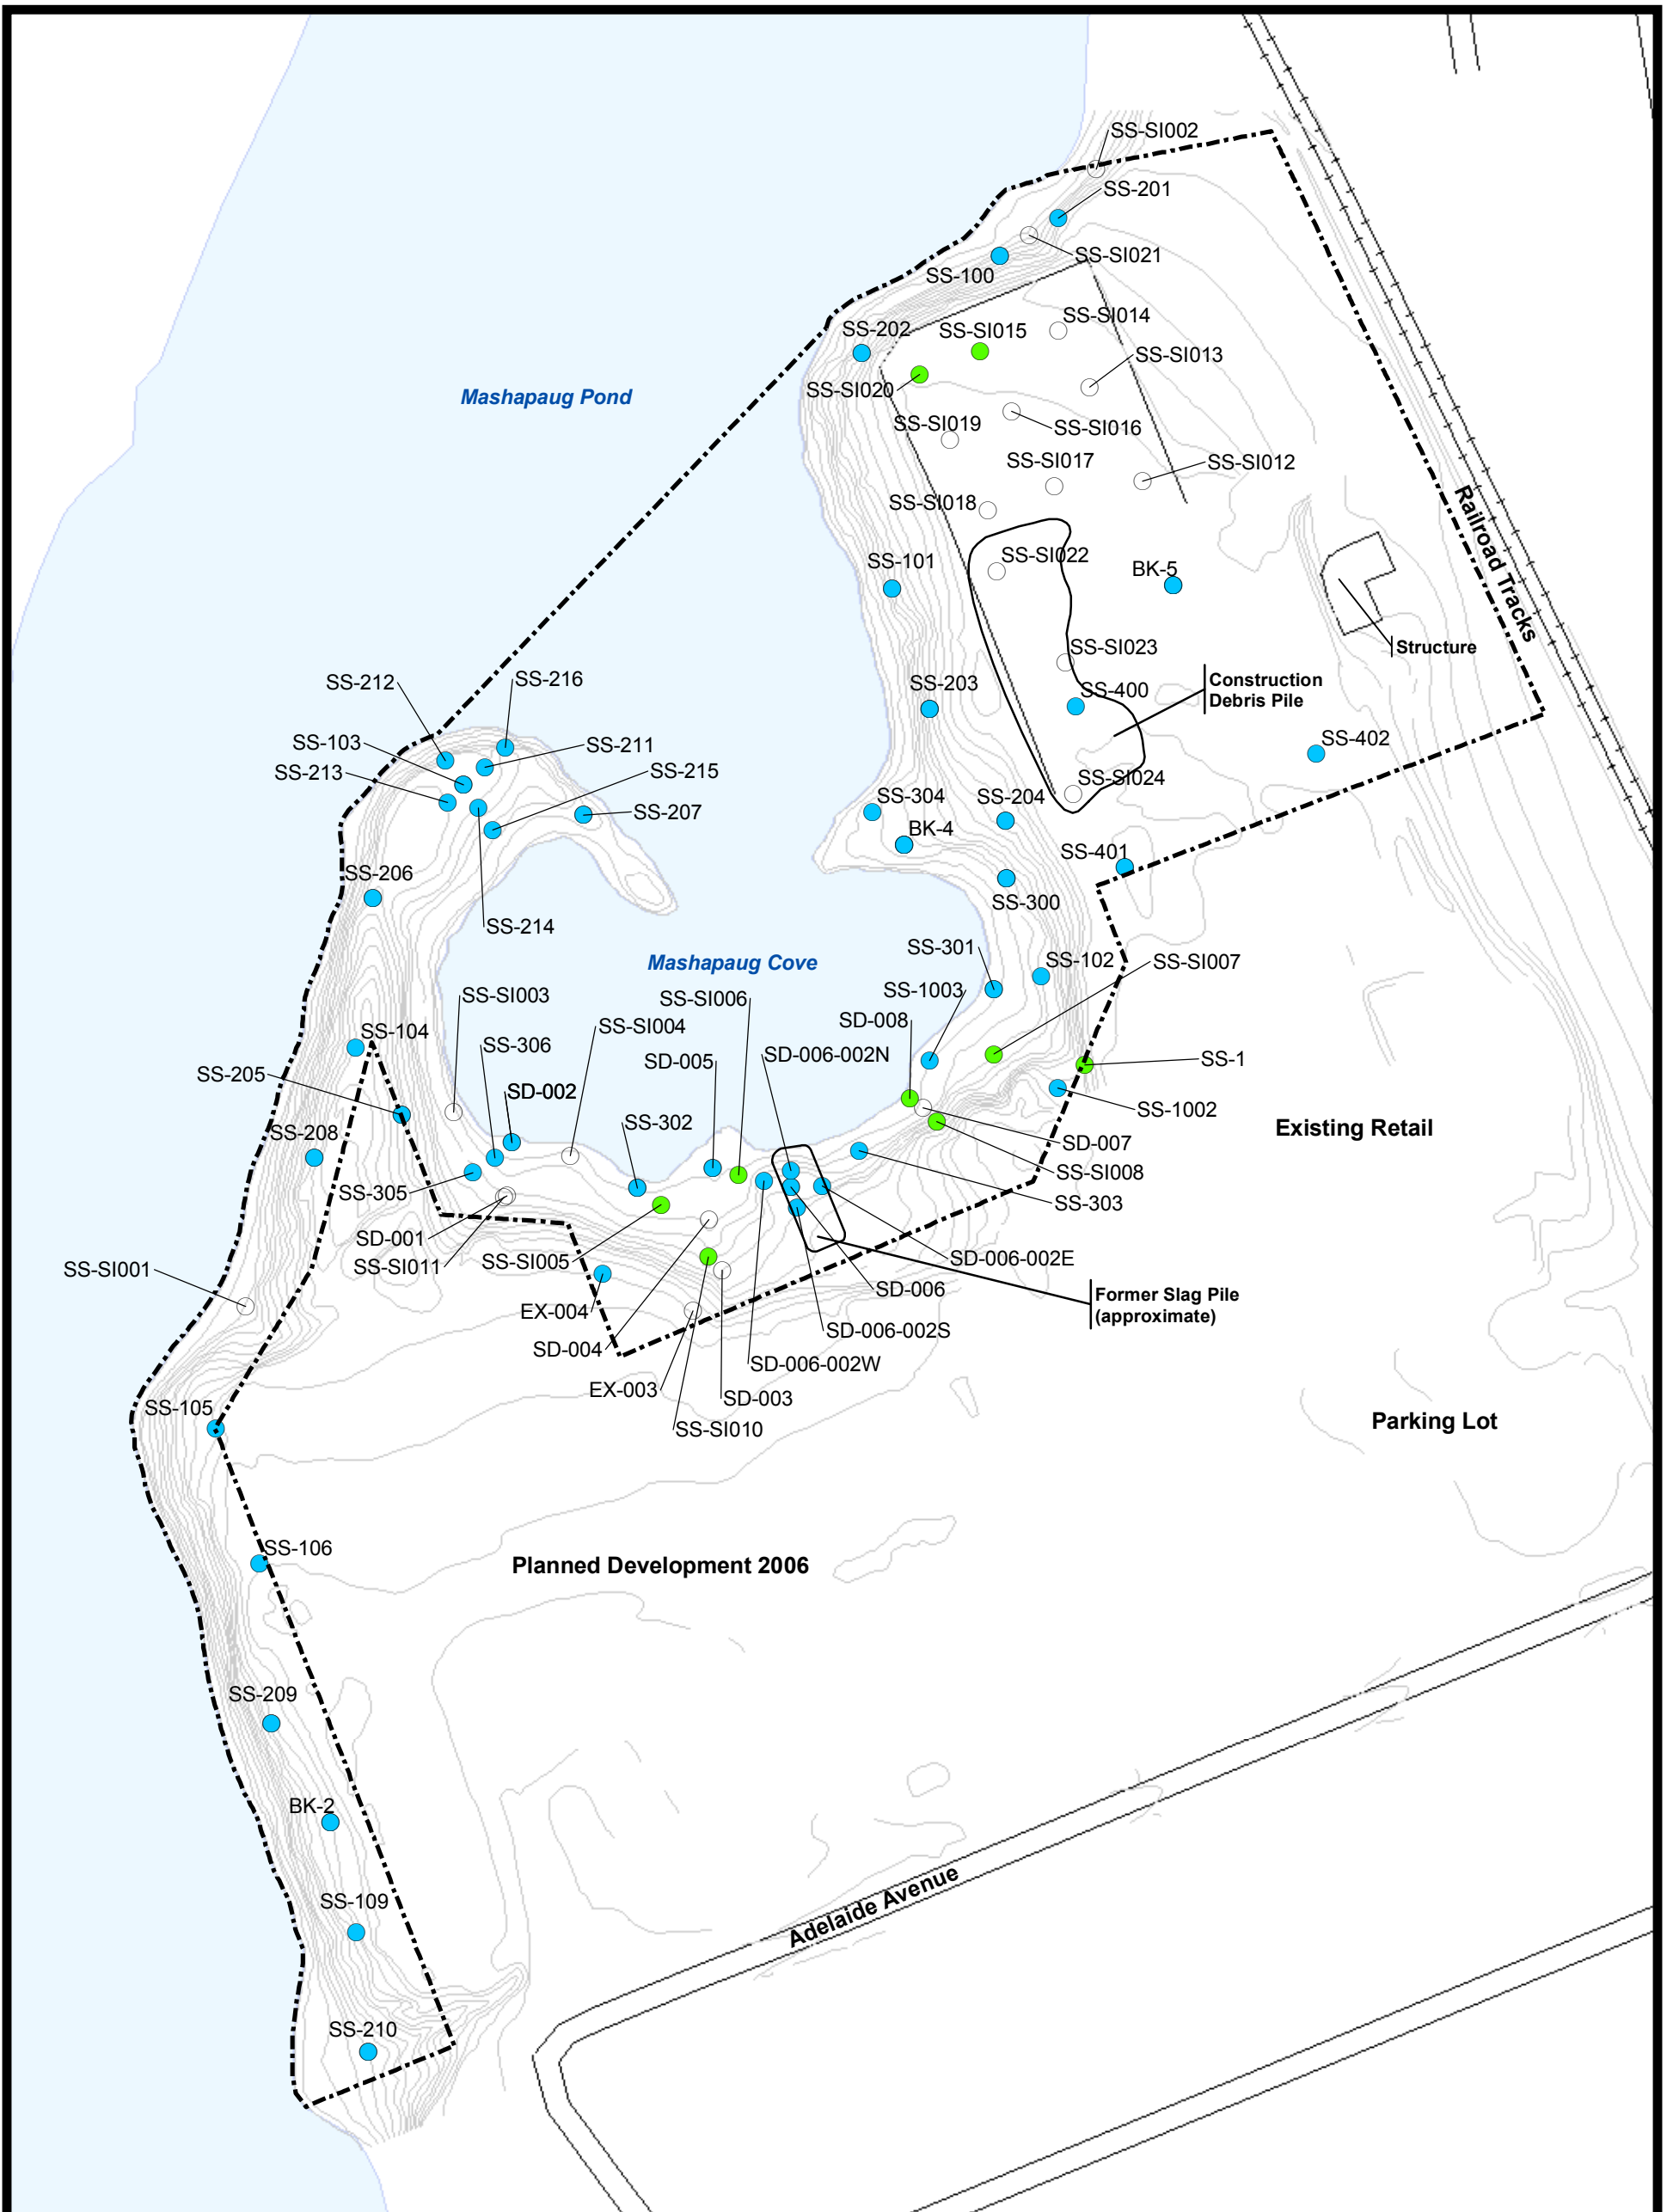 SS-SI002
SS-201
SS-SI021
SS-100
SS-SI014
SS-202
SS-SI015
SS-SI013
SS-SI020
Mashapaug Pond
SS-SI019
SS-SI016
SS-SI017
SS-SI012
SS-SI018
Railroad Tracks
SS-SI022
SS-101
BK-5
SS-SI023
Structure
SS-212
SS-216
SS-203
SS-400
Construction
Debris Pile
SS-103
SS-211
SS-402
SS-213
SS-215
SS-SI024
SS-304
SS-204
SS-207
BK-4
SS-401
SS-206
SS-300
SS-214
SS-301
Mashapaug Cove
SS-102
SS-SI007
SS-1003
SS-SI003
SS-SI006
SD-008
SS-SI004
SS-104
SS-306
SD-005
SD-006-002N
SS-1
SS-205
SD-002
SS-1002
SS-302
SS-208
Existing Retail
SD-007
SS-SI008
SS-305
SS-303
SD-001
SS-SI011
SS-SI005
SD-006-002E
SS-SI001
SD-006
Former Slag Pile
(approximate)
EX-004
SD-006-002S
SD-004
SD-006-002W
EX-003
SD-003
SS-105
Parking Lot
SS-SI010
SS-106
Planned Development 2006
SS-209
BK-2
SS-109
Adelaide Avenue
SS-210